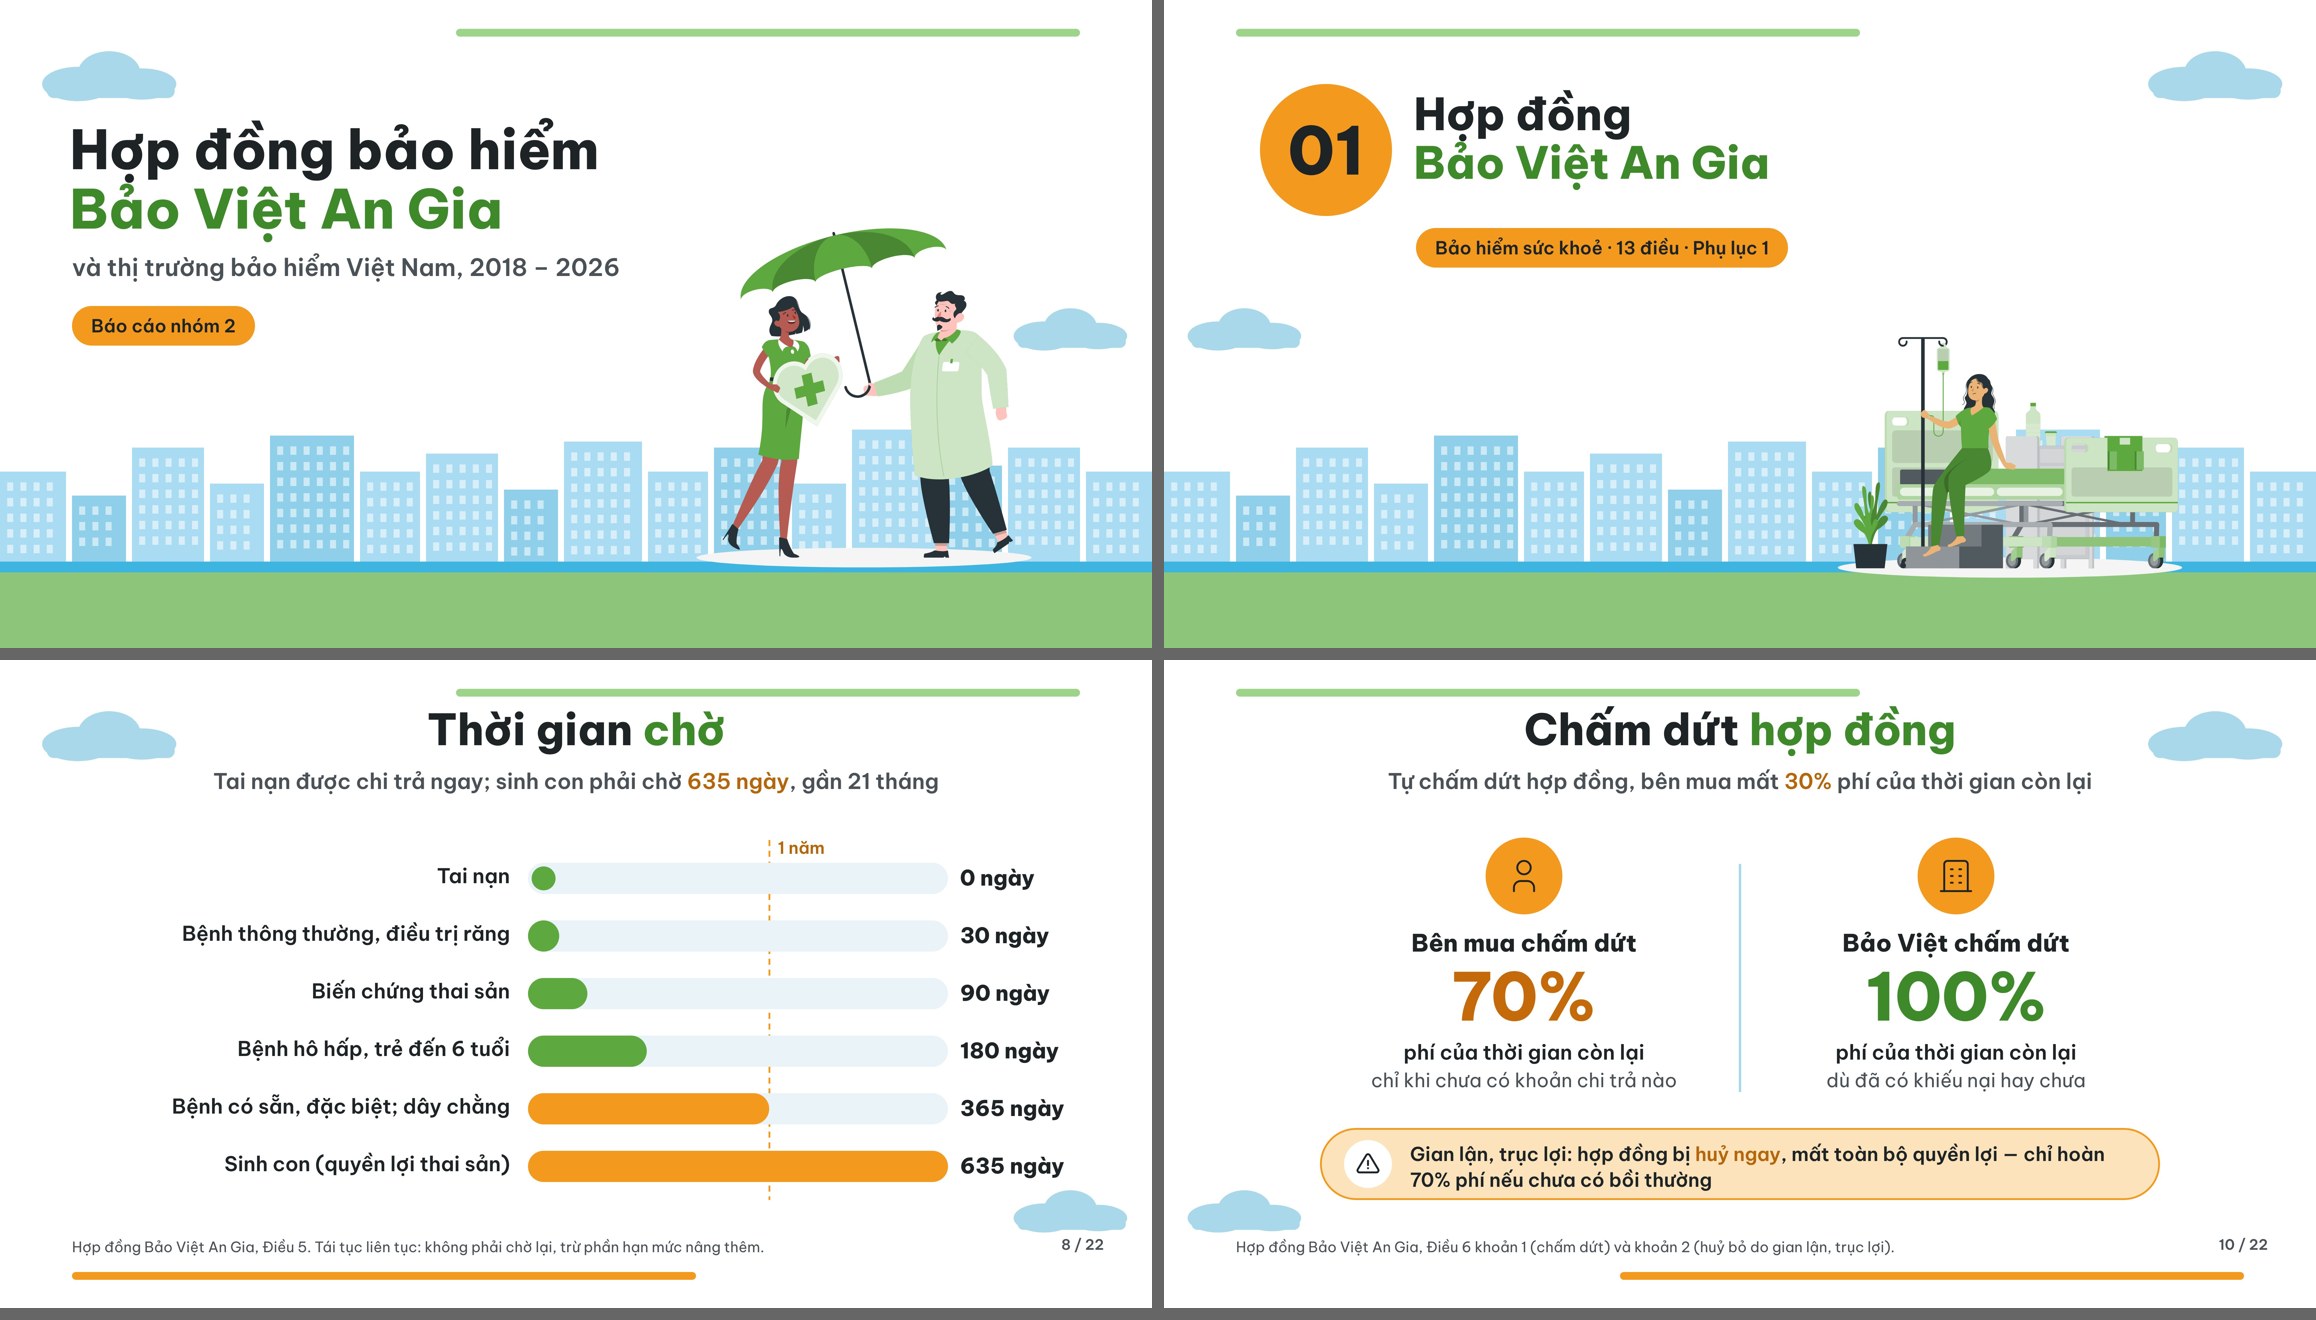 Hợp đồng bảo hiểm
Bảo Việt An Gia
và thị trường bảo hiểm Việt Nam, 2018 – 2026
Báo cáo nhóm 2
01
Hợp đồng
Bảo Việt An Gia
Bảo hiểm sức khoẻ · 13 điều · Phụ lục 1
Thời gian chờ
Tai nạn được chi trả ngay; sinh con phải chờ 635 ngày, gần 21 tháng
1 năm
Tai nạn 0 ngày
Bệnh thông thường, điều trị răng 30 ngày
Biến chứng thai sản 90 ngày
Bệnh hô hấp, trẻ đến 6 tuổi 180 ngày
Bệnh có sẵn, đặc biệt; dây chằng 365 ngày
Sinh con (quyền lợi thai sản) 635 ngày
Hợp đồng Bảo Việt An Gia, Điều 5. Tái tục liên tục: không phải chờ lại, trừ phần hạn mức nâng thêm.
8 / 22
Chấm dứt hợp đồng
Tự chấm dứt hợp đồng, bên mua mất 30% phí của thời gian còn lại
Bên mua chấm dứt
70%
phí của thời gian còn lại
chỉ khi chưa có khoản chi trả nào
Bảo Việt chấm dứt
100%
phí của thời gian còn lại
dù đã có khiếu nại hay chưa
Gian lận, trục lợi: hợp đồng bị huỷ ngay, mất toàn bộ quyền lợi — chỉ hoàn
70% phí nếu chưa có bồi thường
Hợp đồng Bảo Việt An Gia, Điều 6 khoản 1 (chấm dứt) và khoản 2 (huỷ bỏ do gian lận, trục lợi).
10 / 22